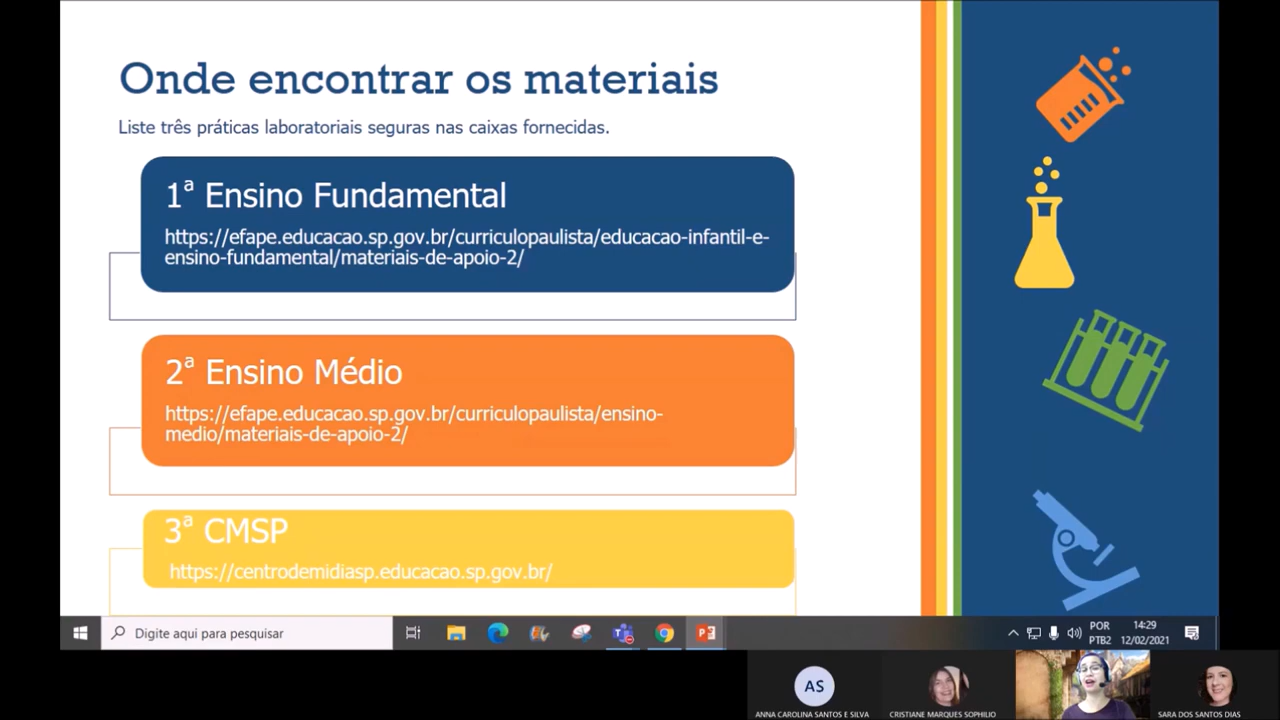 Onde encontrar os materiais
Liste três práticas laboratoriais seguras nas caixas fornecidas.
1ª Ensino Fundamental
https://efape.educacao.sp.gov.br/curriculopaulista/educacao-infantil-e-
ensino-fundamental/materiais-de-apoio-2/
2ª Ensino Médio
https://efape.educacao.sp.gov.br/curriculopaulista/ensino-
medio/materiais-de-apoio-2/
3ª CMSP
https://centrodemidiasp.educacao.sp.gov.br/
Digite aqui para pesquisar
POR
PTB2
14:29
12/02/2021
AS
ANNA CAROLINA SANTOS E SILVA
CRISTIANE MARQUES SOPHILIO
SARA DOS SANTOS DIAS